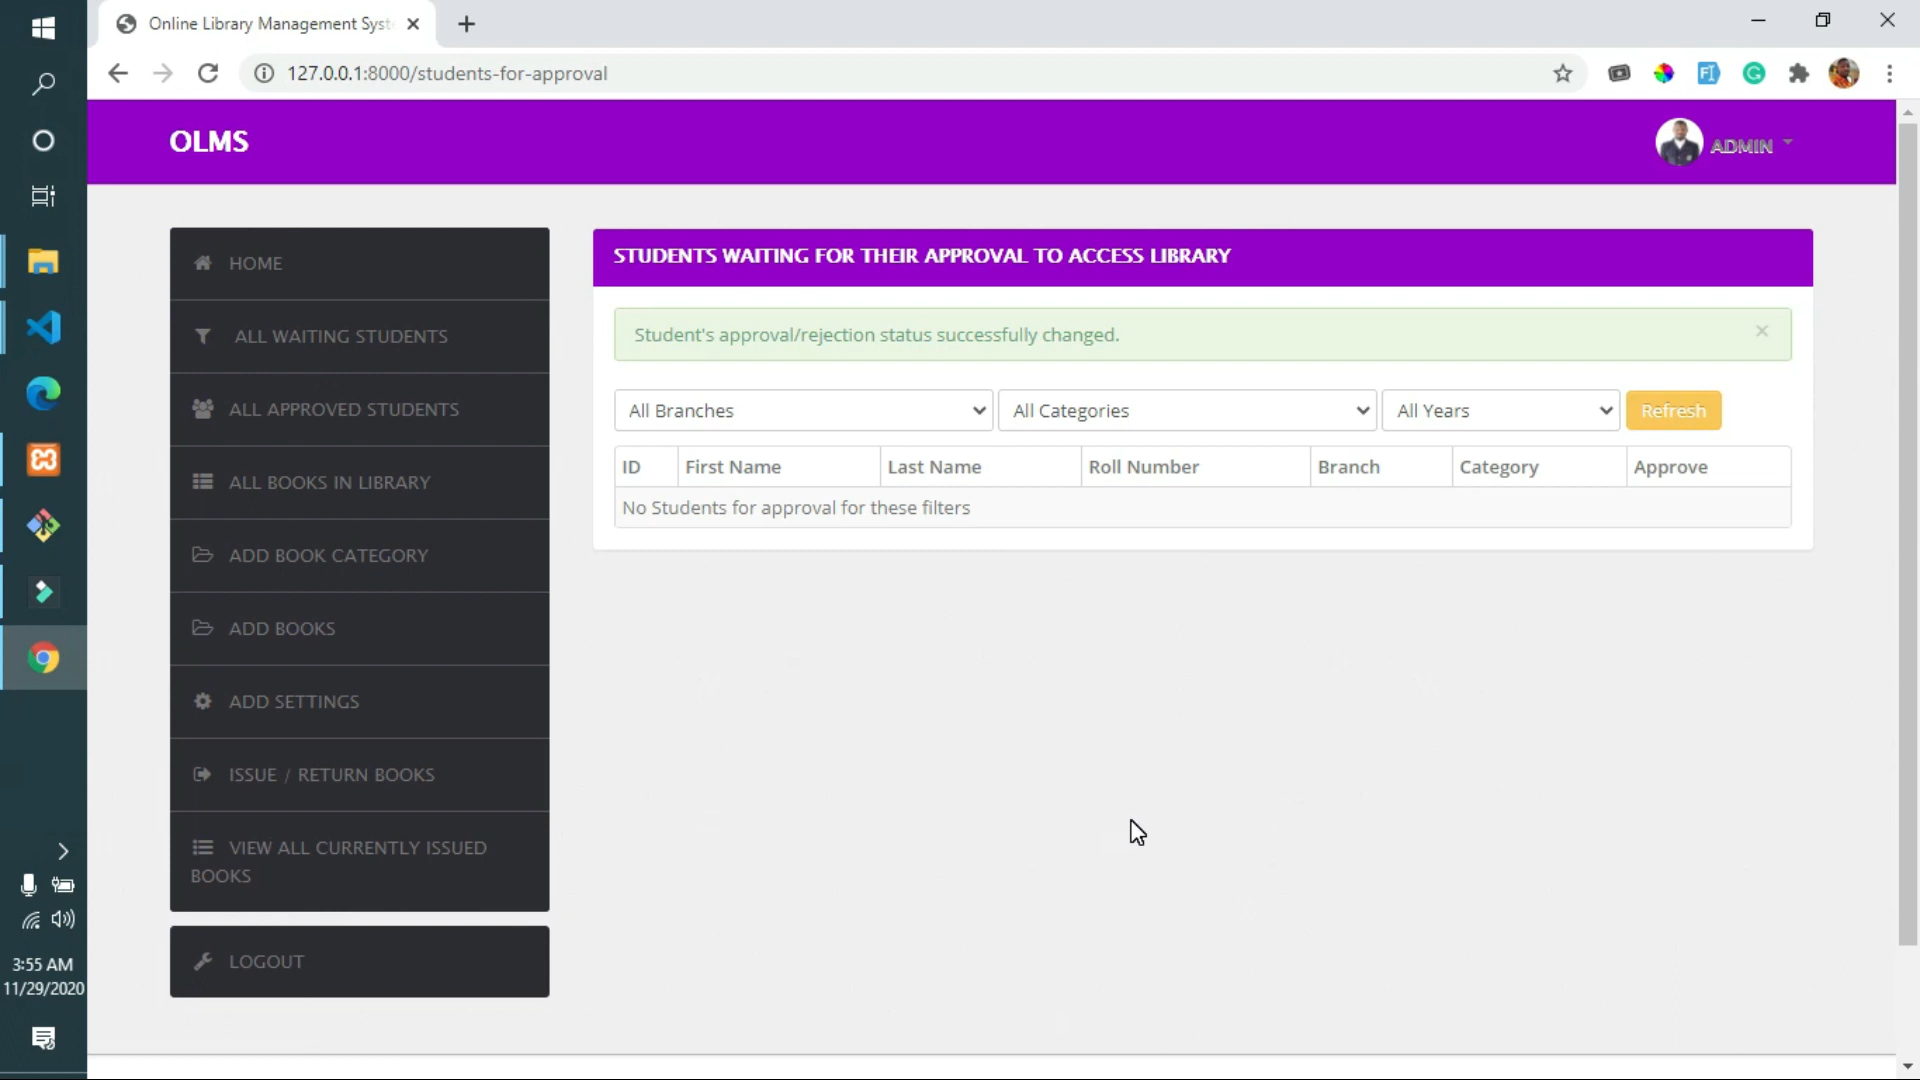 Online Library Management Syst
127.0.0.1:8000/students-for-approval
OLMS
ADMIN
HOME
ALL WAITING STUDENTS
ALL APPROVED STUDENTS
ALL BOOKS IN LIBRARY
ADD BOOK CATEGORY
ADD BOOKS
ADD SETTINGS
ISSUE / RETURN BOOKS
VIEW ALL CURRENTLY ISSUED
BOOKS
LOGOUT
STUDENTS WAITING FOR THEIR APPROVAL TO ACCESS LIBRARY
Student's approval/rejection status successfully changed.
All Branches All Categories All Years Refresh
ID First Name Last Name Roll Number Branch Category Approve
No Students for approval for these filters
3:55 AM
11/29/2020